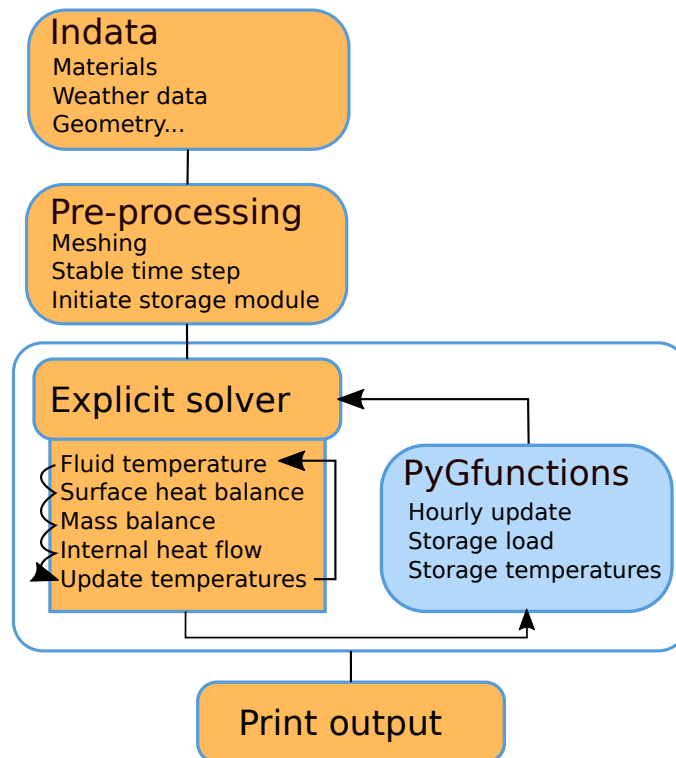 Indata
Materials
Weather data
Geometry...
Pre-processing
Meshing
Stable time step
Initiate storage module
Explicit solver
Fluid temperature
Surface heat balance
Mass balance
Internal heat flow
Update temperatures
PyGfunctions
Hourly update
Storage load
Storage temperatures
Print output